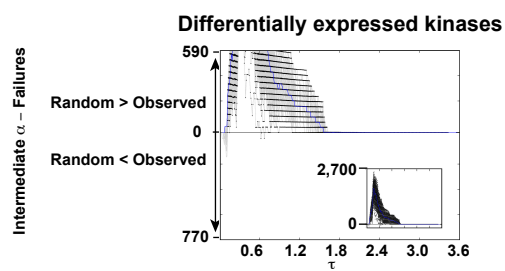 Differentially expressed kinases
Intermediate α – Failures
590
Random > Observed
0
Random < Observed
770
2,700
0
0.6 1.2 1.8 2.4 3.0 3.6
τ